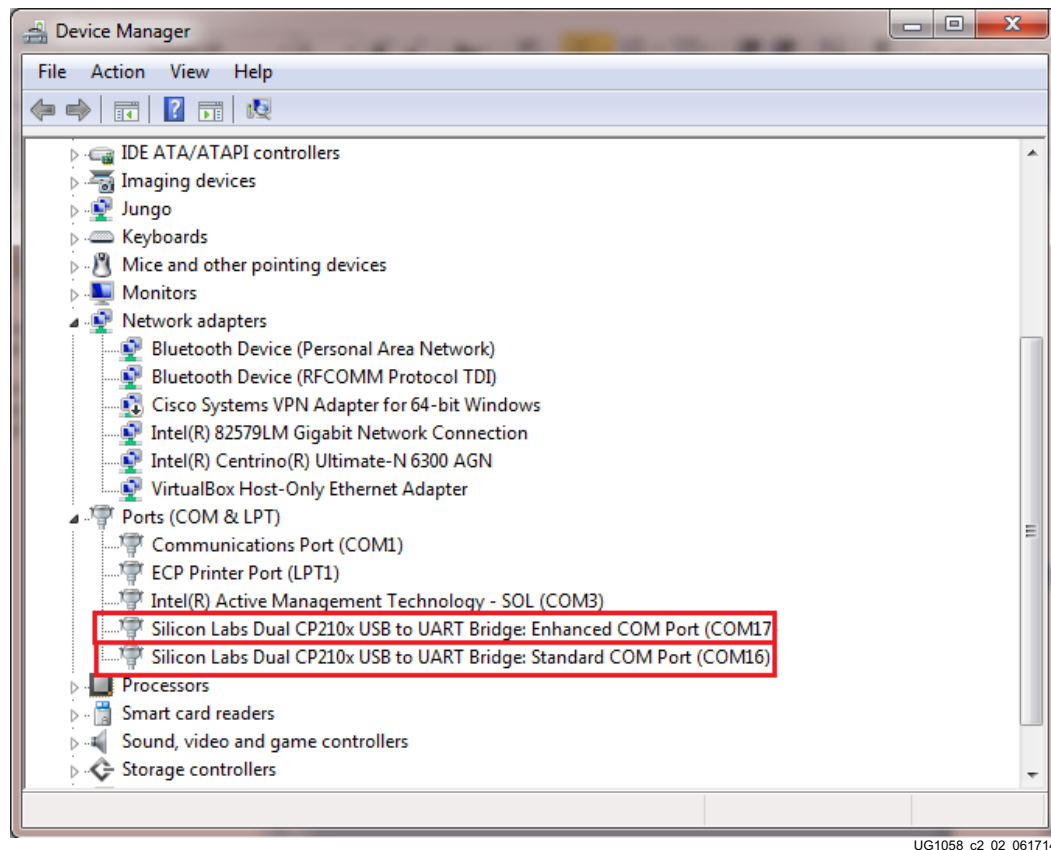 Device Manager
File Action View Help
IDE ATA/ATAPI controllers
Imaging devices
Jungo
Keyboards
Mice and other pointing devices
Monitors
Network adapters
Bluetooth Device (Personal Area Network)
Bluetooth Device (RFCOMM Protocol TDI)
Cisco Systems VPN Adapter for 64-bit Windows
Intel(R) 82579LM Gigabit Network Connection
Intel(R) Centrino(R) Ultimate-N 6300 AGN
VirtualBox Host-Only Ethernet Adapter
Ports (COM & LPT)
Communications Port (COM1)
ECP Printer Port (LPT1)
Intel(R) Active Management Technology - SOL (COM3)
Silicon Labs Dual CP210x USB to UART Bridge: Enhanced COM Port (COM17
Silicon Labs Dual CP210x USB to UART Bridge: Standard COM Port (COM16)
Processors
Smart card readers
Sound, video and game controllers
Storage controllers
UG1058_c2_02_061714